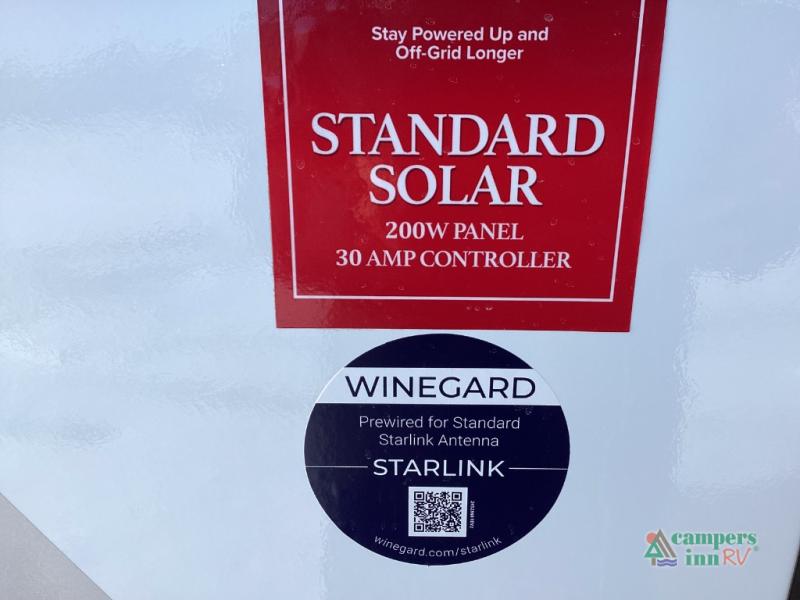 Stay Powered Up and
Off-Grid Longer
STANDARD
SOLAR
200W PANEL
30 AMP CONTROLLER
WINEGARD
Prewired for Standard
Starlink Antenna
STARLINK
winegard.com/starlink
campers
inn RV